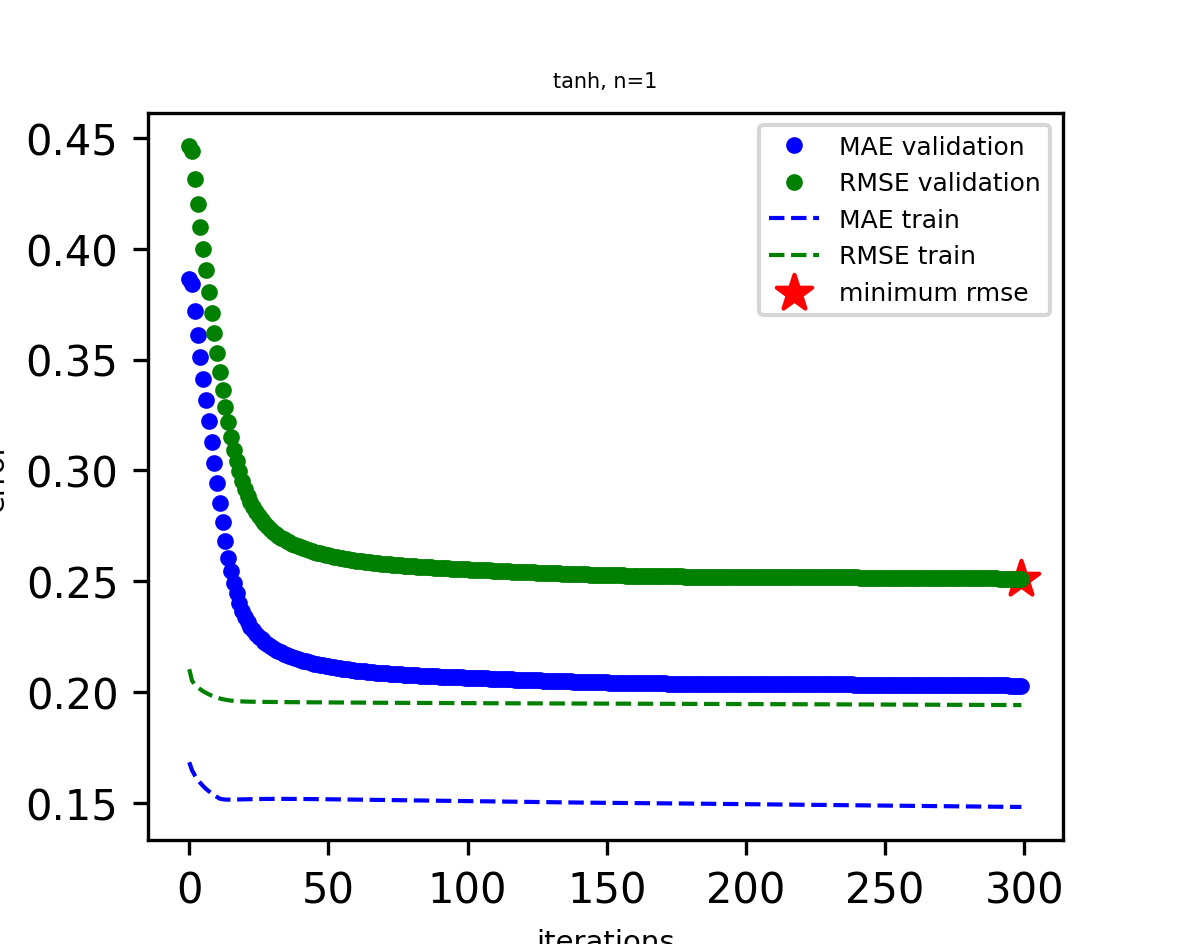 tanh, n=1
0.45
0.40
0.35
0.30
0.25
0.20
0.15
MAE validation
RMSE validation
MAE train
RMSE train
minimum rmse
0 50 100 150 200 250 300
iterations